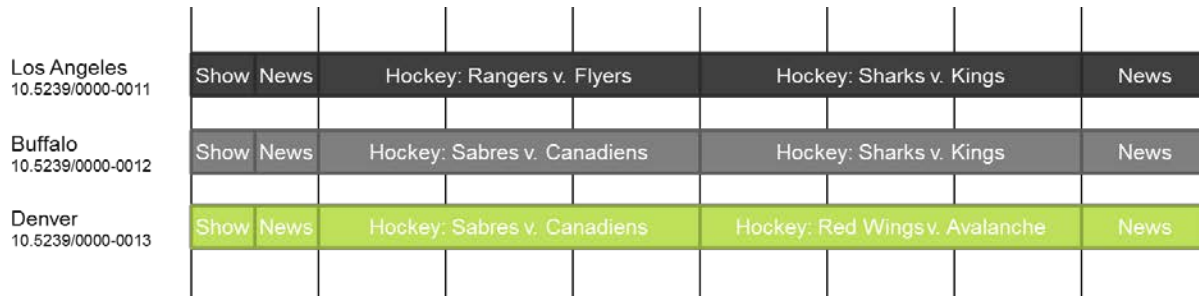 Los Angeles
10.5239/0000-0011
Show News Hockey: Rangers v. Flyers Hockey: Sharks v. Kings News
Buffalo
10.5239/0000-0012
Show News Hockey: Sabres v. Canadiens Hockey: Sharks v. Kings News
Denver
10.5239/0000-0013
Show News Hockey: Sabres v. Canadiens Hockey: Red Wings v. Avalanche News